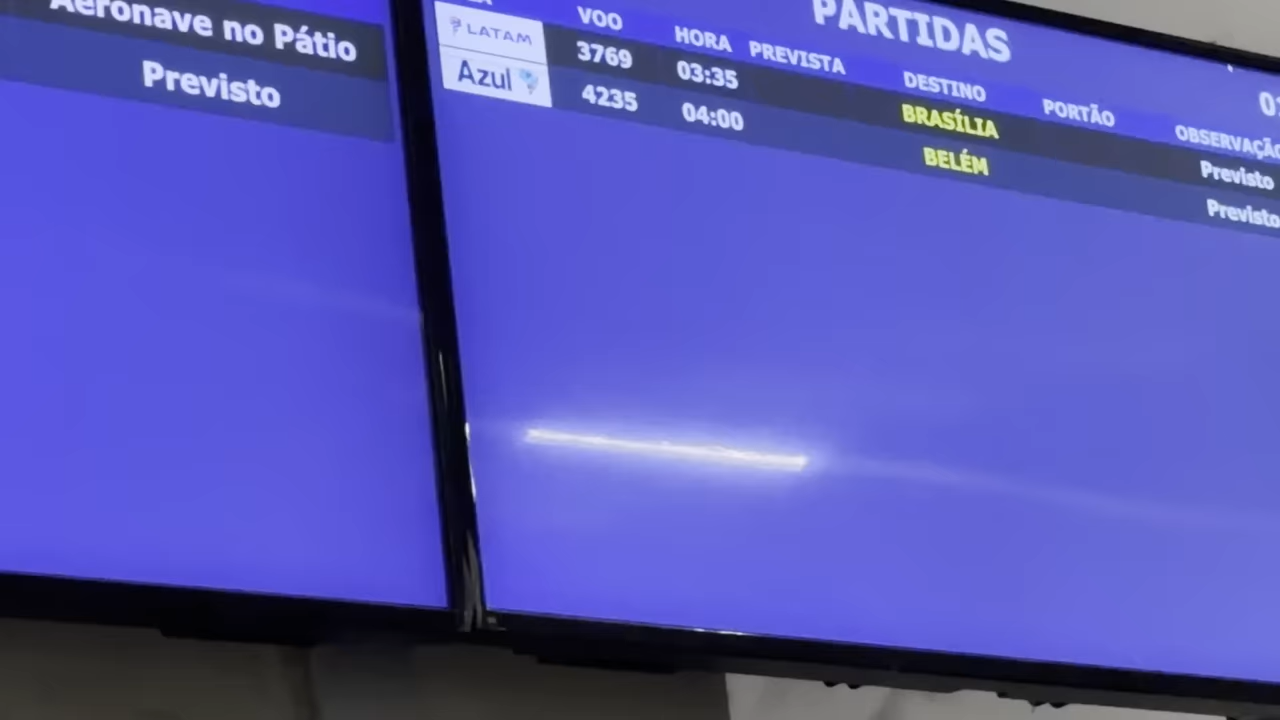 Aeronave no Pátio
Previsto
PARTIDAS
VOO HORA PREVISTA DESTINO PORTÃO OBSERVAÇÃO
LATAM 3769 03:35 BRASÍLIA Previsto
Azul 4235 04:00 BELÉM Previsto